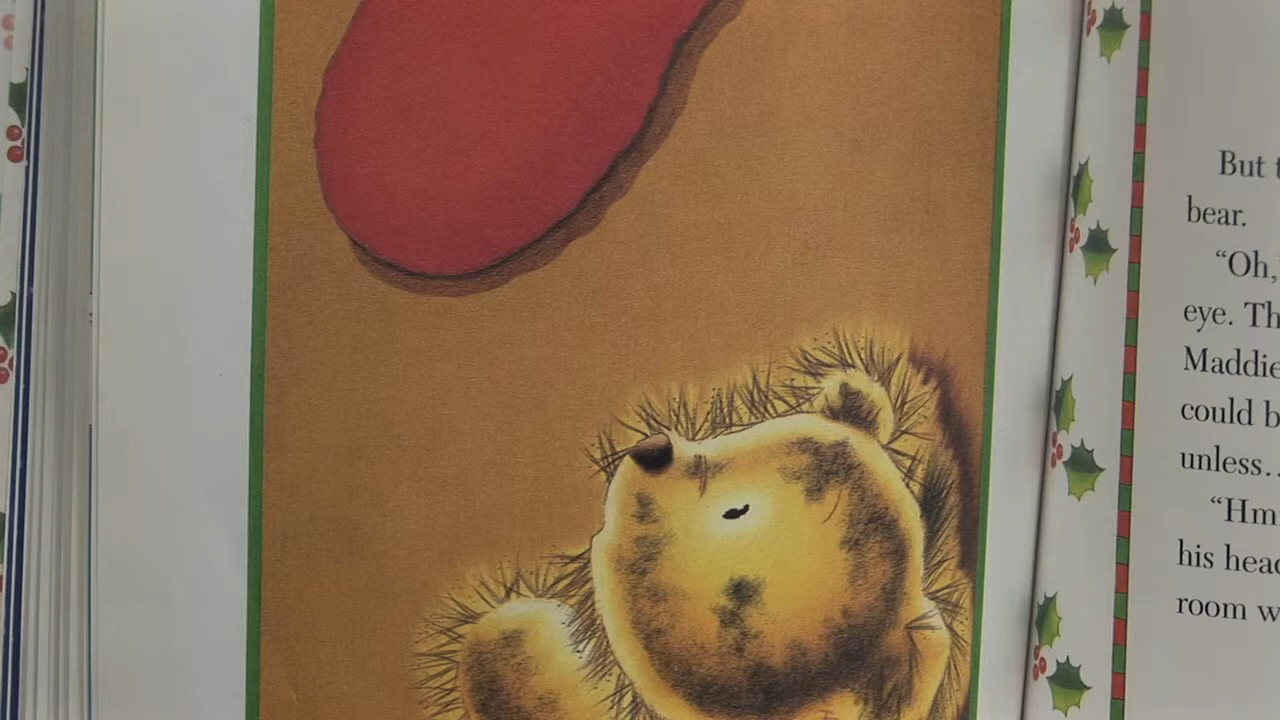 But
bear.
“Oh,
eye. Th
Maddie
could b
unless..
“Hm
his head
room w